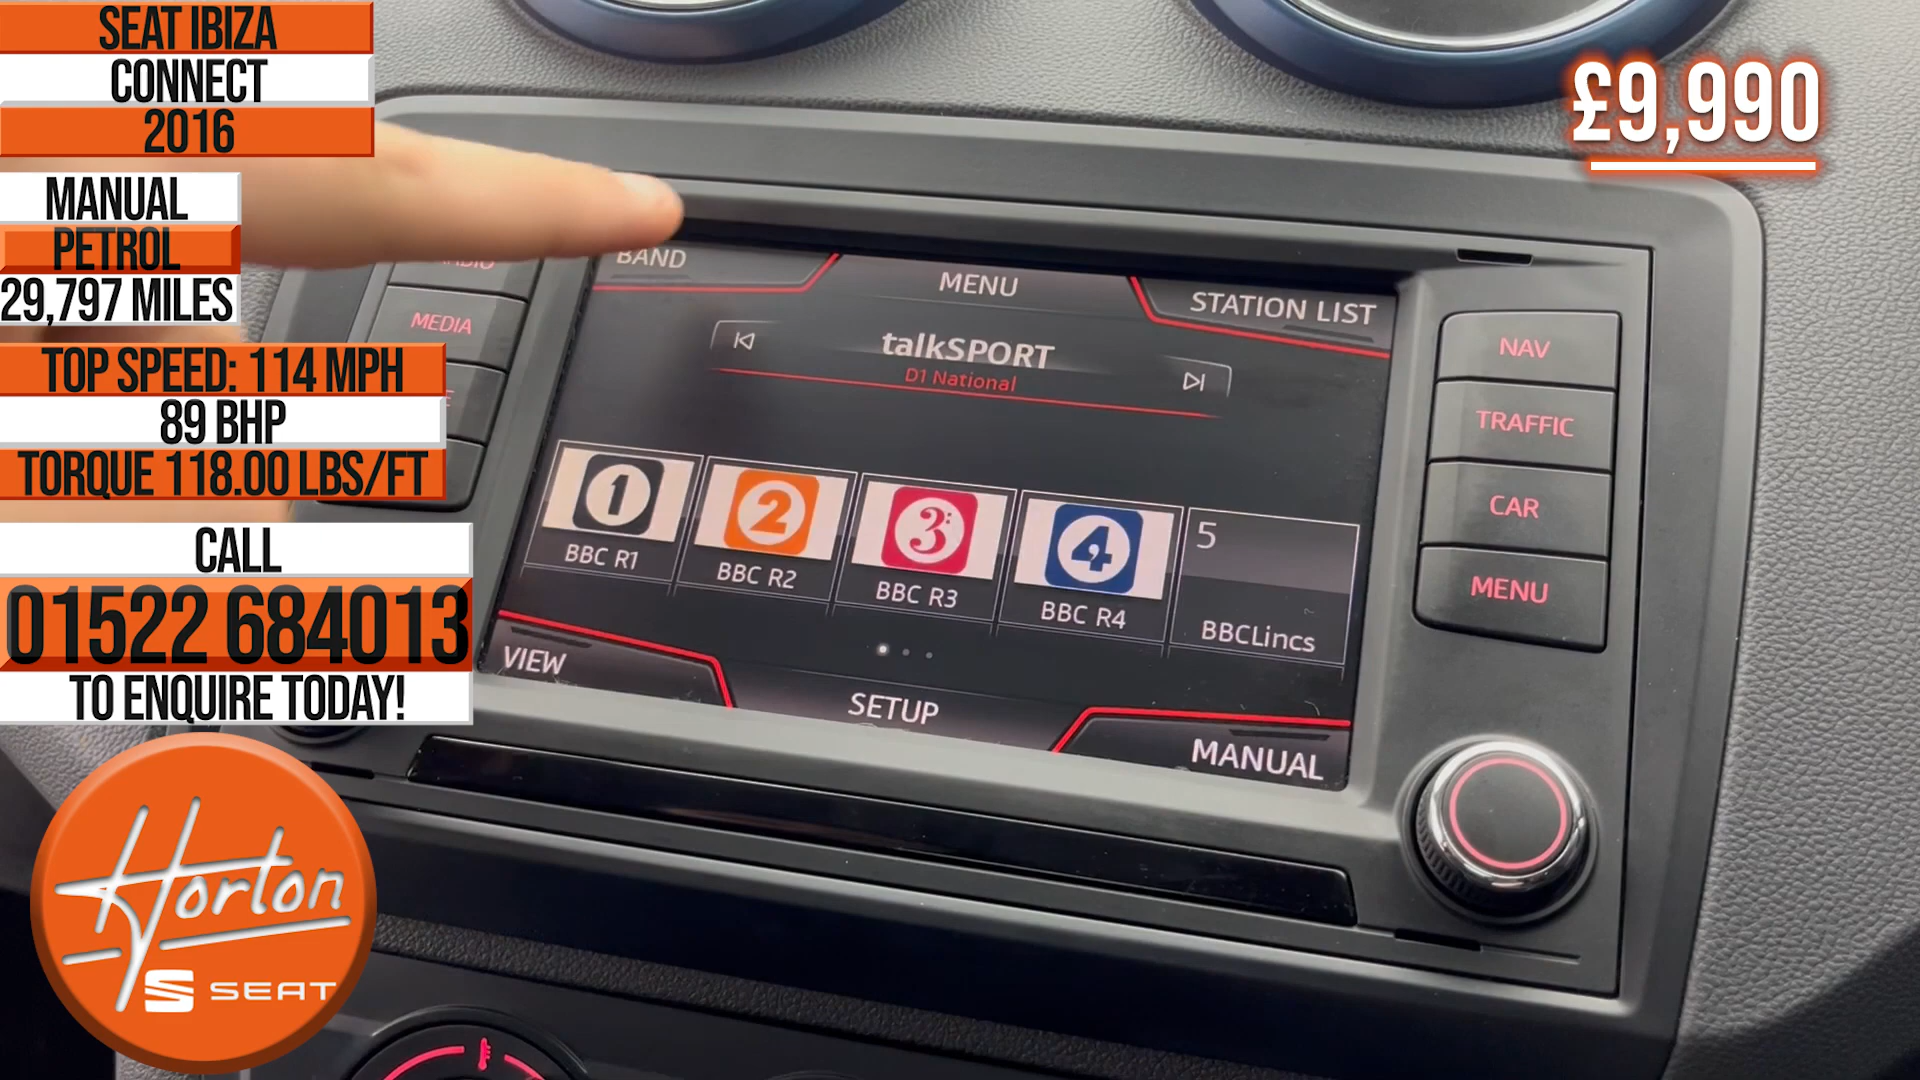 SEAT IBIZA
CONNECT
2016
£9,990
MANUAL
PETROL
29,797 MILES
TOP SPEED: 114 MPH
89 BHP
TORQUE 118.00 LBS/FT
CALL
01522 684013
TO ENQUIRE TODAY!
Horton
SEAT
MEDIA
BAND
MENU
STATION LIST
talkSPORT
D1 National
1
2
3
4
5
BBC R1
BBC R2
BBC R3
BBC R4
BBCLincs
VIEW
SETUP
MANUAL
NAV
TRAFFIC
CAR
MENU